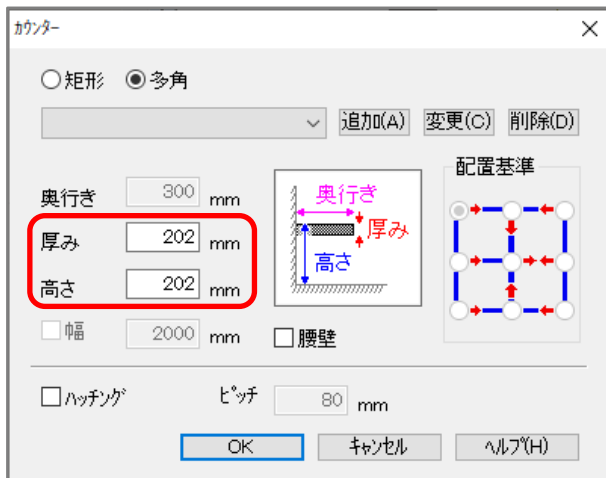 カウンター
矩形 多角
追加(A) 変更(C) 削除(D)
配置基準
奥行き 300 mm
厚み 202 mm
高さ 202 mm
幅 2000 mm
奥行き
厚み
高さ
腰壁
ハッチング ピッチ 80 mm
OK キャンセル ヘルプ(H)